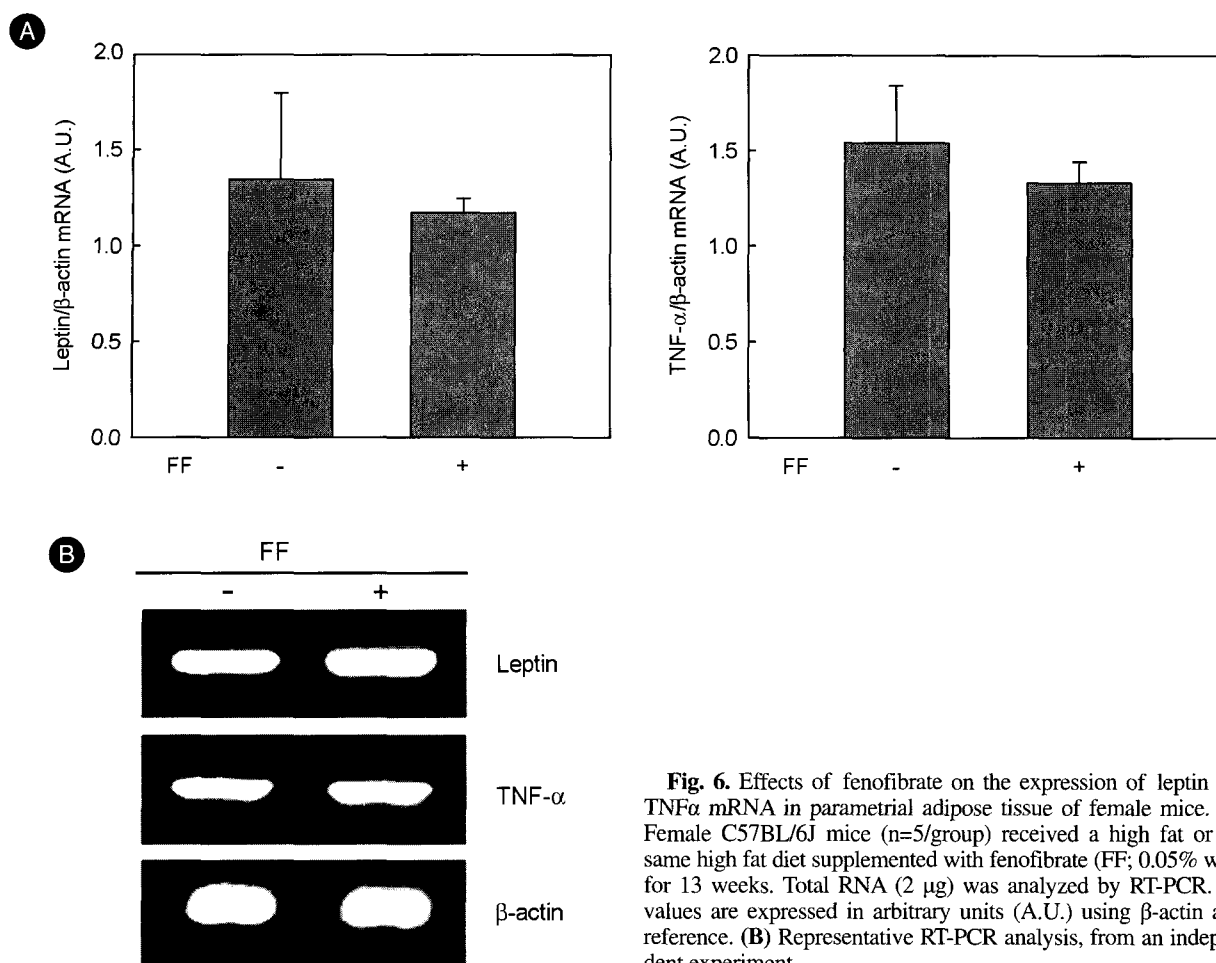 A
2.0
1.5
1.0
0.5
0.0
Leptin/β-actin mRNA (A.U.)
FF - +
2.0
1.5
1.0
0.5
0.0
TNF-α/β-actin mRNA (A.U.)
FF - +
B
FF
- +
Leptin
TNF-α
β-actin
Fig. 6. Effects of fenofibrate on the expression of leptin
TNFα mRNA in parametrial adipose tissue of female mice.
Female C57BL/6J mice (n=5/group) received a high fat or
same high fat diet supplemented with fenofibrate (FF; 0.05%
for 13 weeks. Total RNA (2 μg) was analyzed by RT-PCR.
values are expressed in arbitrary units (A.U.) using β-actin
reference. (B) Representative RT-PCR analysis, from an
dent experiment.